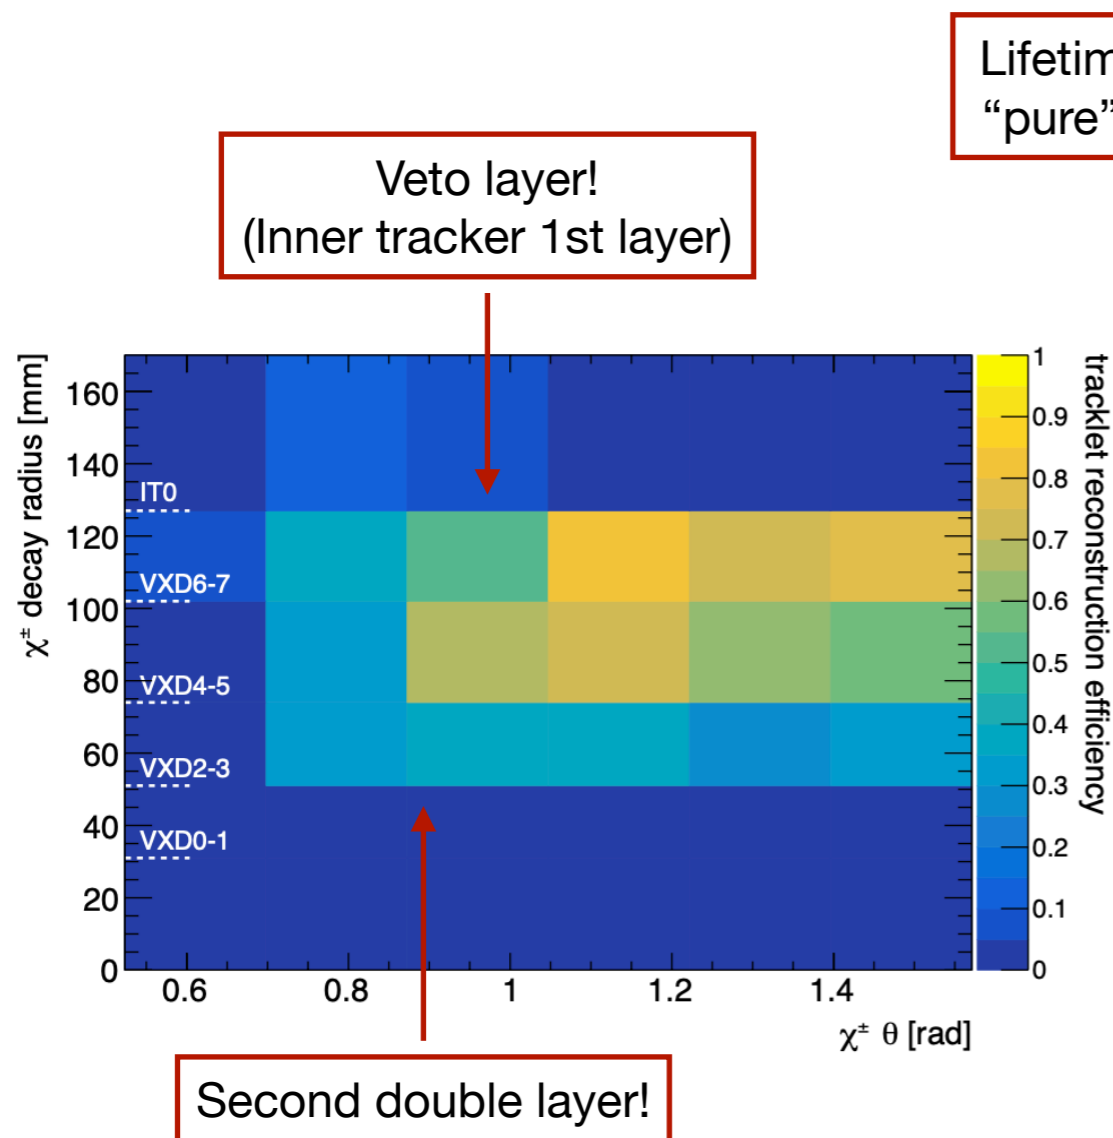 Lifetim
“pure”
Veto layer!
(Inner tracker 1st layer)
χ± decay radius [mm]
160
140
120
100
80
60
40
20
0
IT0
VXD6-7
VXD4-5
VXD2-3
VXD0-1
0.6
0.8
1
1.2
1.4
χ± θ [rad]
1
0.9
0.8
0.7
0.6
0.5
0.4
0.3
0.2
0.1
0
tracklet reconstruction efficiency
Second double layer!